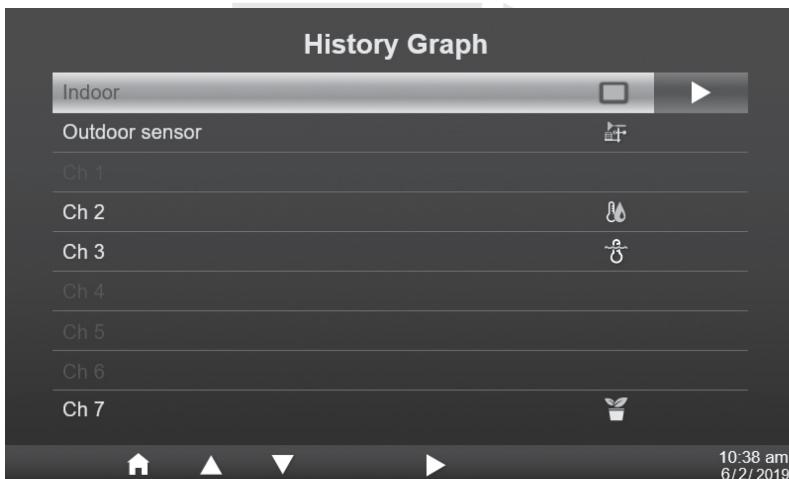 History Graph
Indoor
Outdoor sensor
Ch 1
Ch 2
Ch 3
Ch 4
Ch 5
Ch 6
Ch 7
10:38 am
6/2/2019